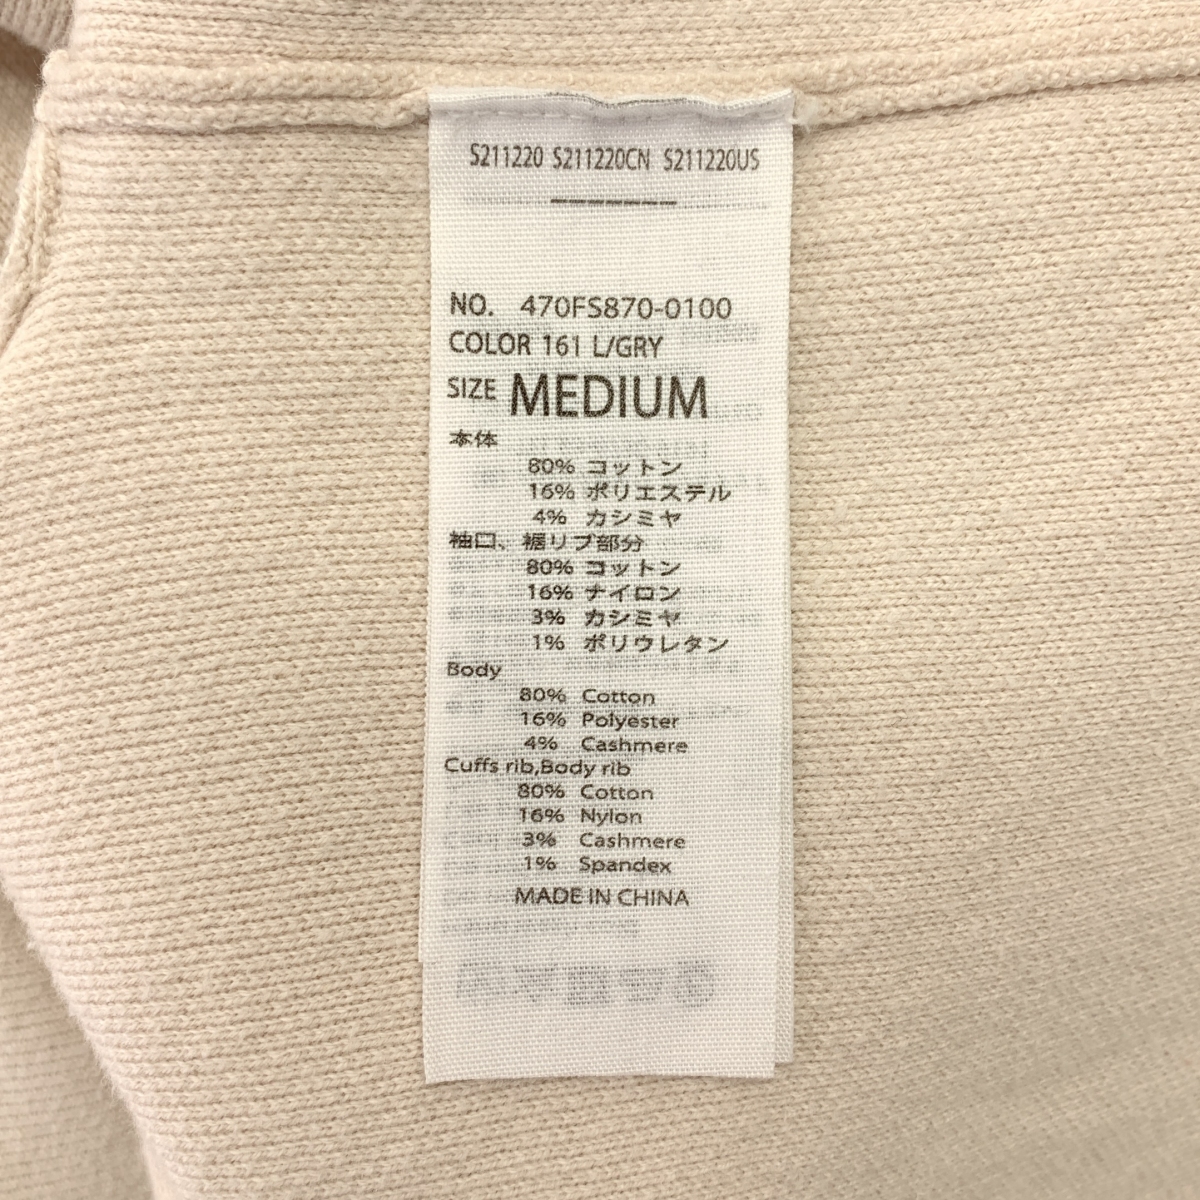 S211220 S211220CN S211220US
-------
NO. 470FS870-0100
COLOR 161 L/GRY
SIZE MEDIUM
本体
80% コットン
16% ポリエステル
4% カシミヤ
袖口、裾リブ部分
80% コットン
16% ナイロン
3% カシミヤ
1% ポリウレタン
Body
80% Cotton
16% Polyester
4% Cashmere
Cuffs rib,Body rib
80% Cotton
16% Nylon
3% Cashmere
1% Spandex
MADE IN CHINA